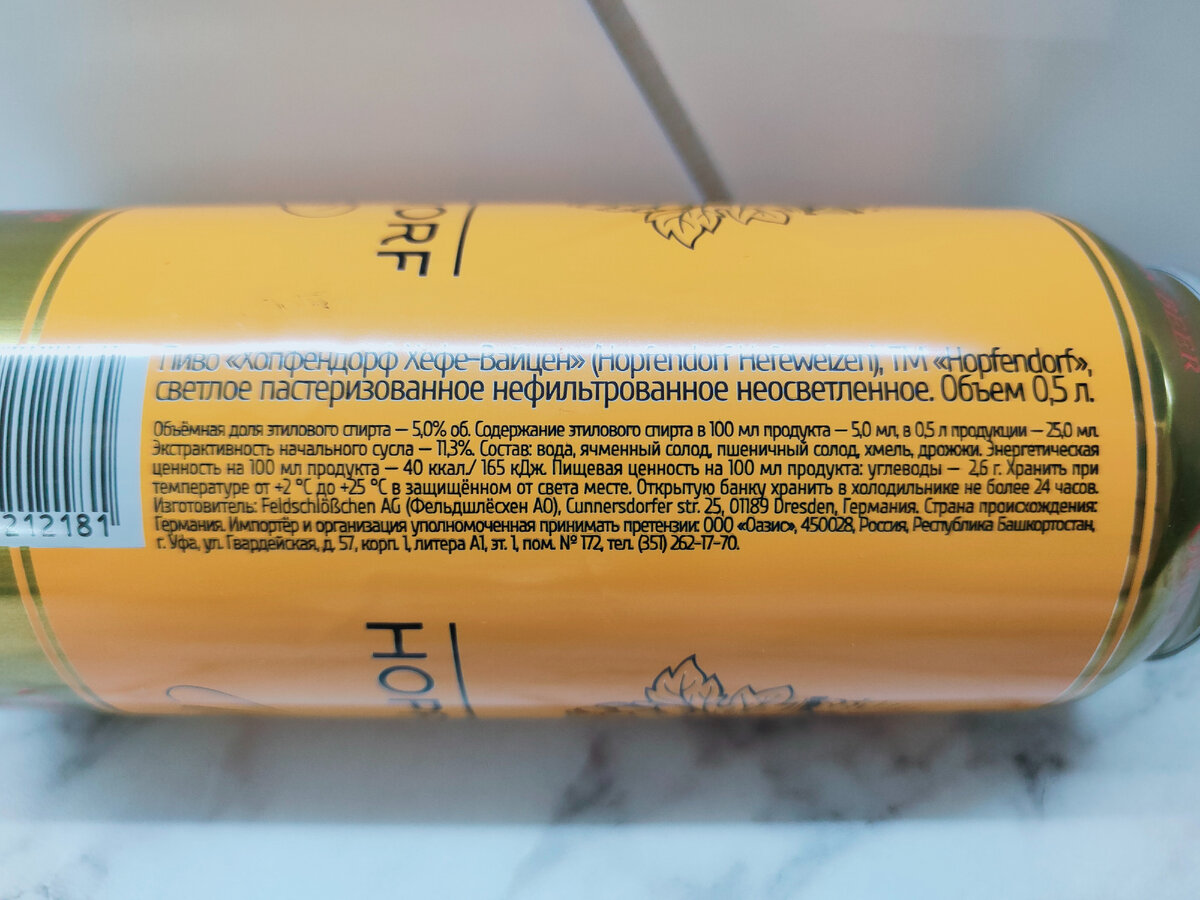 ORF
Пиво «Хопфендорф Хефе-Вайцен» (Hopfendorf Hefeweizen), ТМ «Hopfendorf»,
светлое пастеризованное нефильтрованное неосветленное. Объем 0,5 л.
Объёмная доля этилового спирта — 5,0% об. Содержание этилового спирта в 100 мл продукта — 5,0 мл, в 0,5 л продукции — 25,0 мл.
Экстрактивность начального сусла — 11,3%. Состав: вода, ячменный солод, пшеничный солод, хмель, дрожжи. Энергетическая
ценность на 100 мл продукта — 40 ккал./ 165 кДж. Пищевая ценность на 100 мл продукта: углеводы — 2,6 г. Хранить при
температуре от +2 °С до +25 °С в защищённом от света месте. Открытую банку хранить в холодильнике не более 24 часов.
Изготовитель: Feldschlößchen AG (Фельдшлёсхен АО), Cunnersdorfer str. 25, 01189 Dresden, Германия. Страна происхождения:
Германия. Импортёр и организация уполномоченная принимать претензии: ООО «Оазис», 450028, Россия, Республика Башкортостан,
г. Уфа, ул. Гвардейская, д. 57, корп. 1, литера А1, эт. 1, пом. № 172, тел. (351) 262-17-70.
212181
HOP